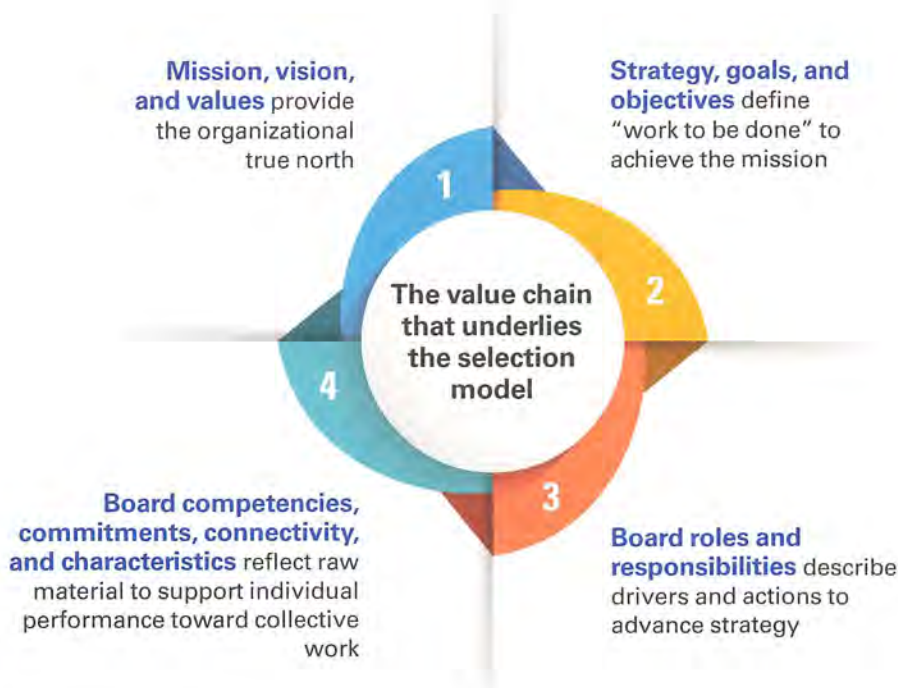 Mission, vision,
and values provide
the organizational
true north
Strategy, goals, and
objectives define
“work to be done” to
achieve the mission
1
2
The value chain
that underlies
the selection
model
4
3
Board competencies,
commitments, connectivity,
and characteristics reflect raw
material to support individual
performance toward collective
work
Board roles and
responsibilities describe
drivers and actions to
advance strategy